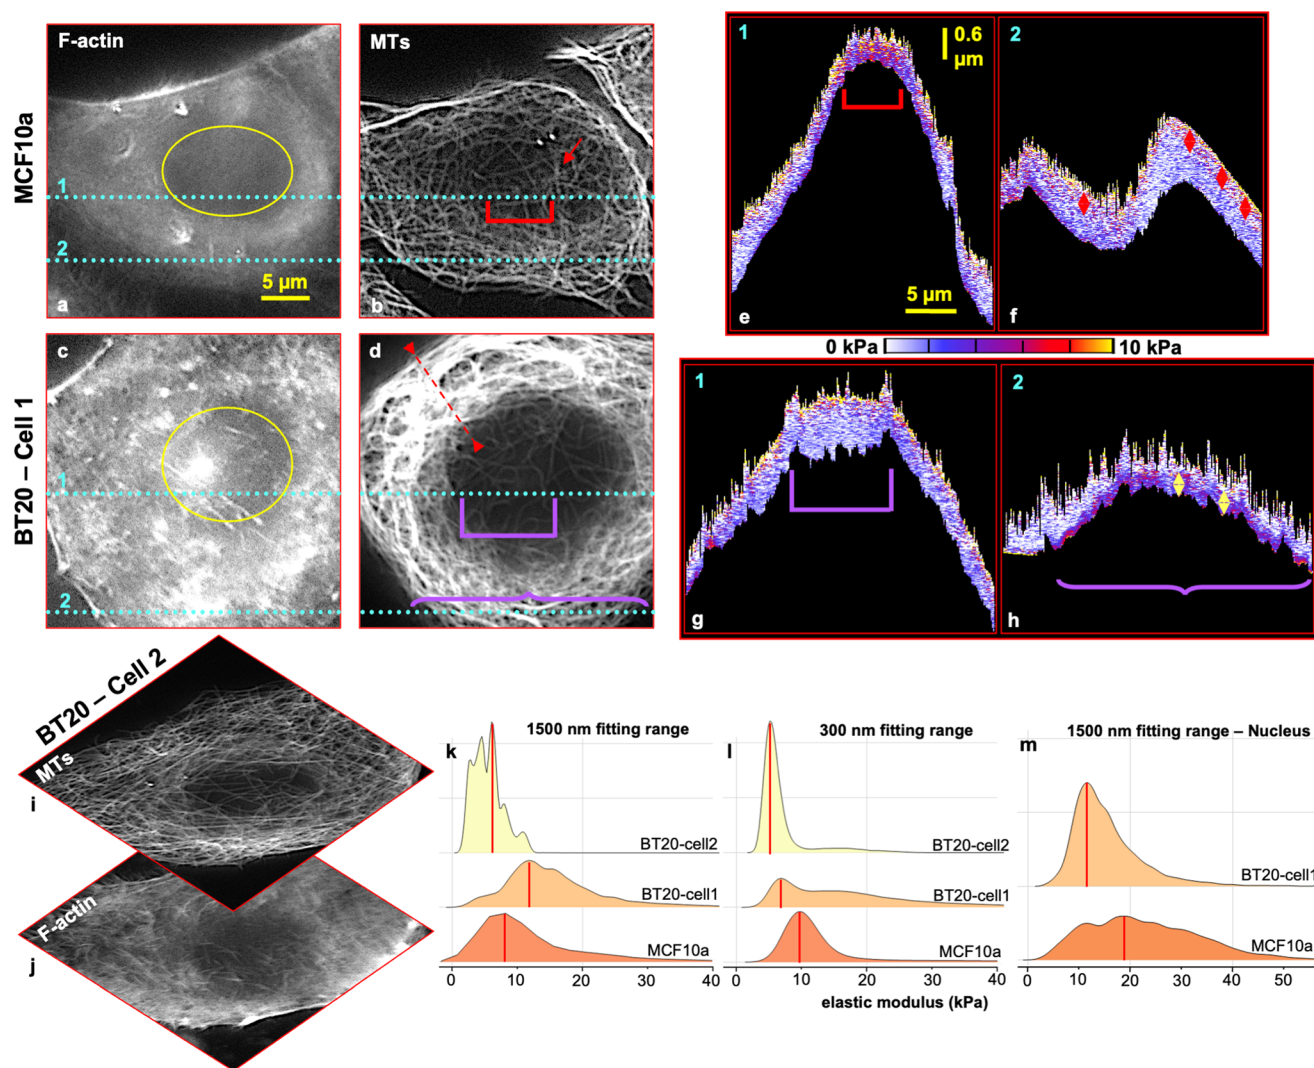 F-actin
MTs
MCF10a
1
2
5 µm
a
b
1
0.6
µm
2
5 µm
e
f
0 kPa
10 kPa
c
d
BT20 – Cell 1
1
2
1
2
g
h
BT20 – Cell 2
MTs
i
F-actin
j
k
1500 nm fitting range
BT20-cell2
BT20-cell1
MCF10a
0 10 20 30 40
l
300 nm fitting range
BT20-cell2
BT20-cell1
MCF10a
0 10 20 30 40
elastic modulus (kPa)
m
1500 nm fitting range – Nucleus
BT20-cell1
MCF10a
0 10 20 30 40 50